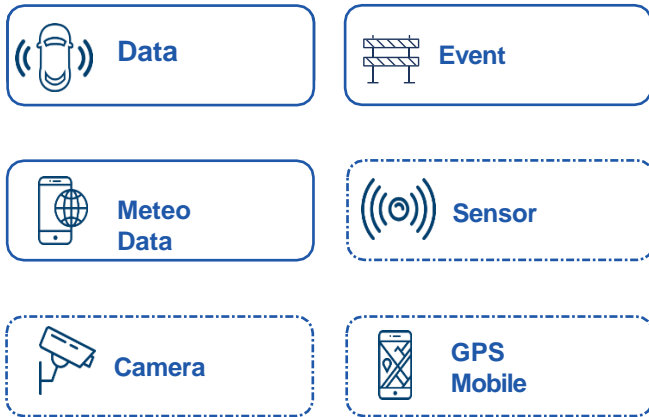 Data
Event
Meteo
Data
Sensor
Camera
GPS
Mobile